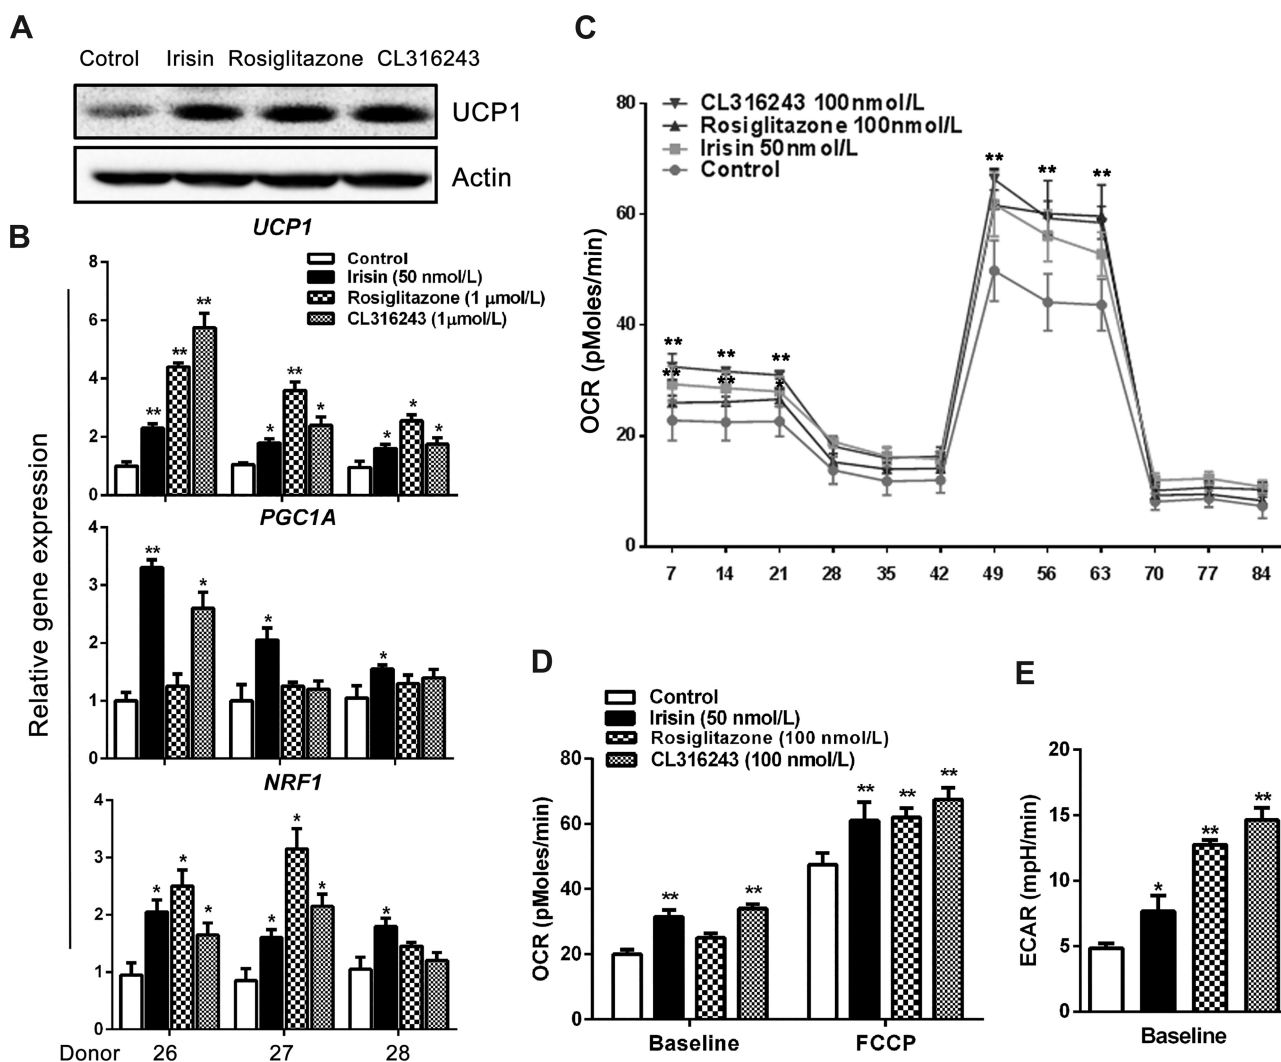 A
Cotrol Irisin Rosiglitazone CL316243
UCP1
Actin
B
UCP1
Control
Irisin (50 nmol/L)
Rosiglitazone (1 μmol/L)
CL316243 (1μmol/L)
8
6
4
2
0
** ** ** **
* ** *
* * *
PGC1A
4
3
2
1
0
** *
*
*
NRF1
4
3
2
1
0
* * *
* * *
*
Relative gene expression
Donor 26 27 28
C
CL316243 100nmol/L
Rosiglitazone 100nmol/L
Irisin 50nmol/L
Control
OCR (pMoles/min)
80
60
40
20
0
** ** **
** ** *
** ** **
7 14 21 28 35 42 49 56 63 70 77 84
D
Control
Irisin (50 nmol/L)
Rosiglitazone (100 nmol/L)
CL316243 (100 nmol/L)
OCR (pMoles/min)
80
60
40
20
0
** **
** ** **
Baseline FCCP
E
ECAR (mpH/min)
20
15
10
5
0
* ** **
Baseline